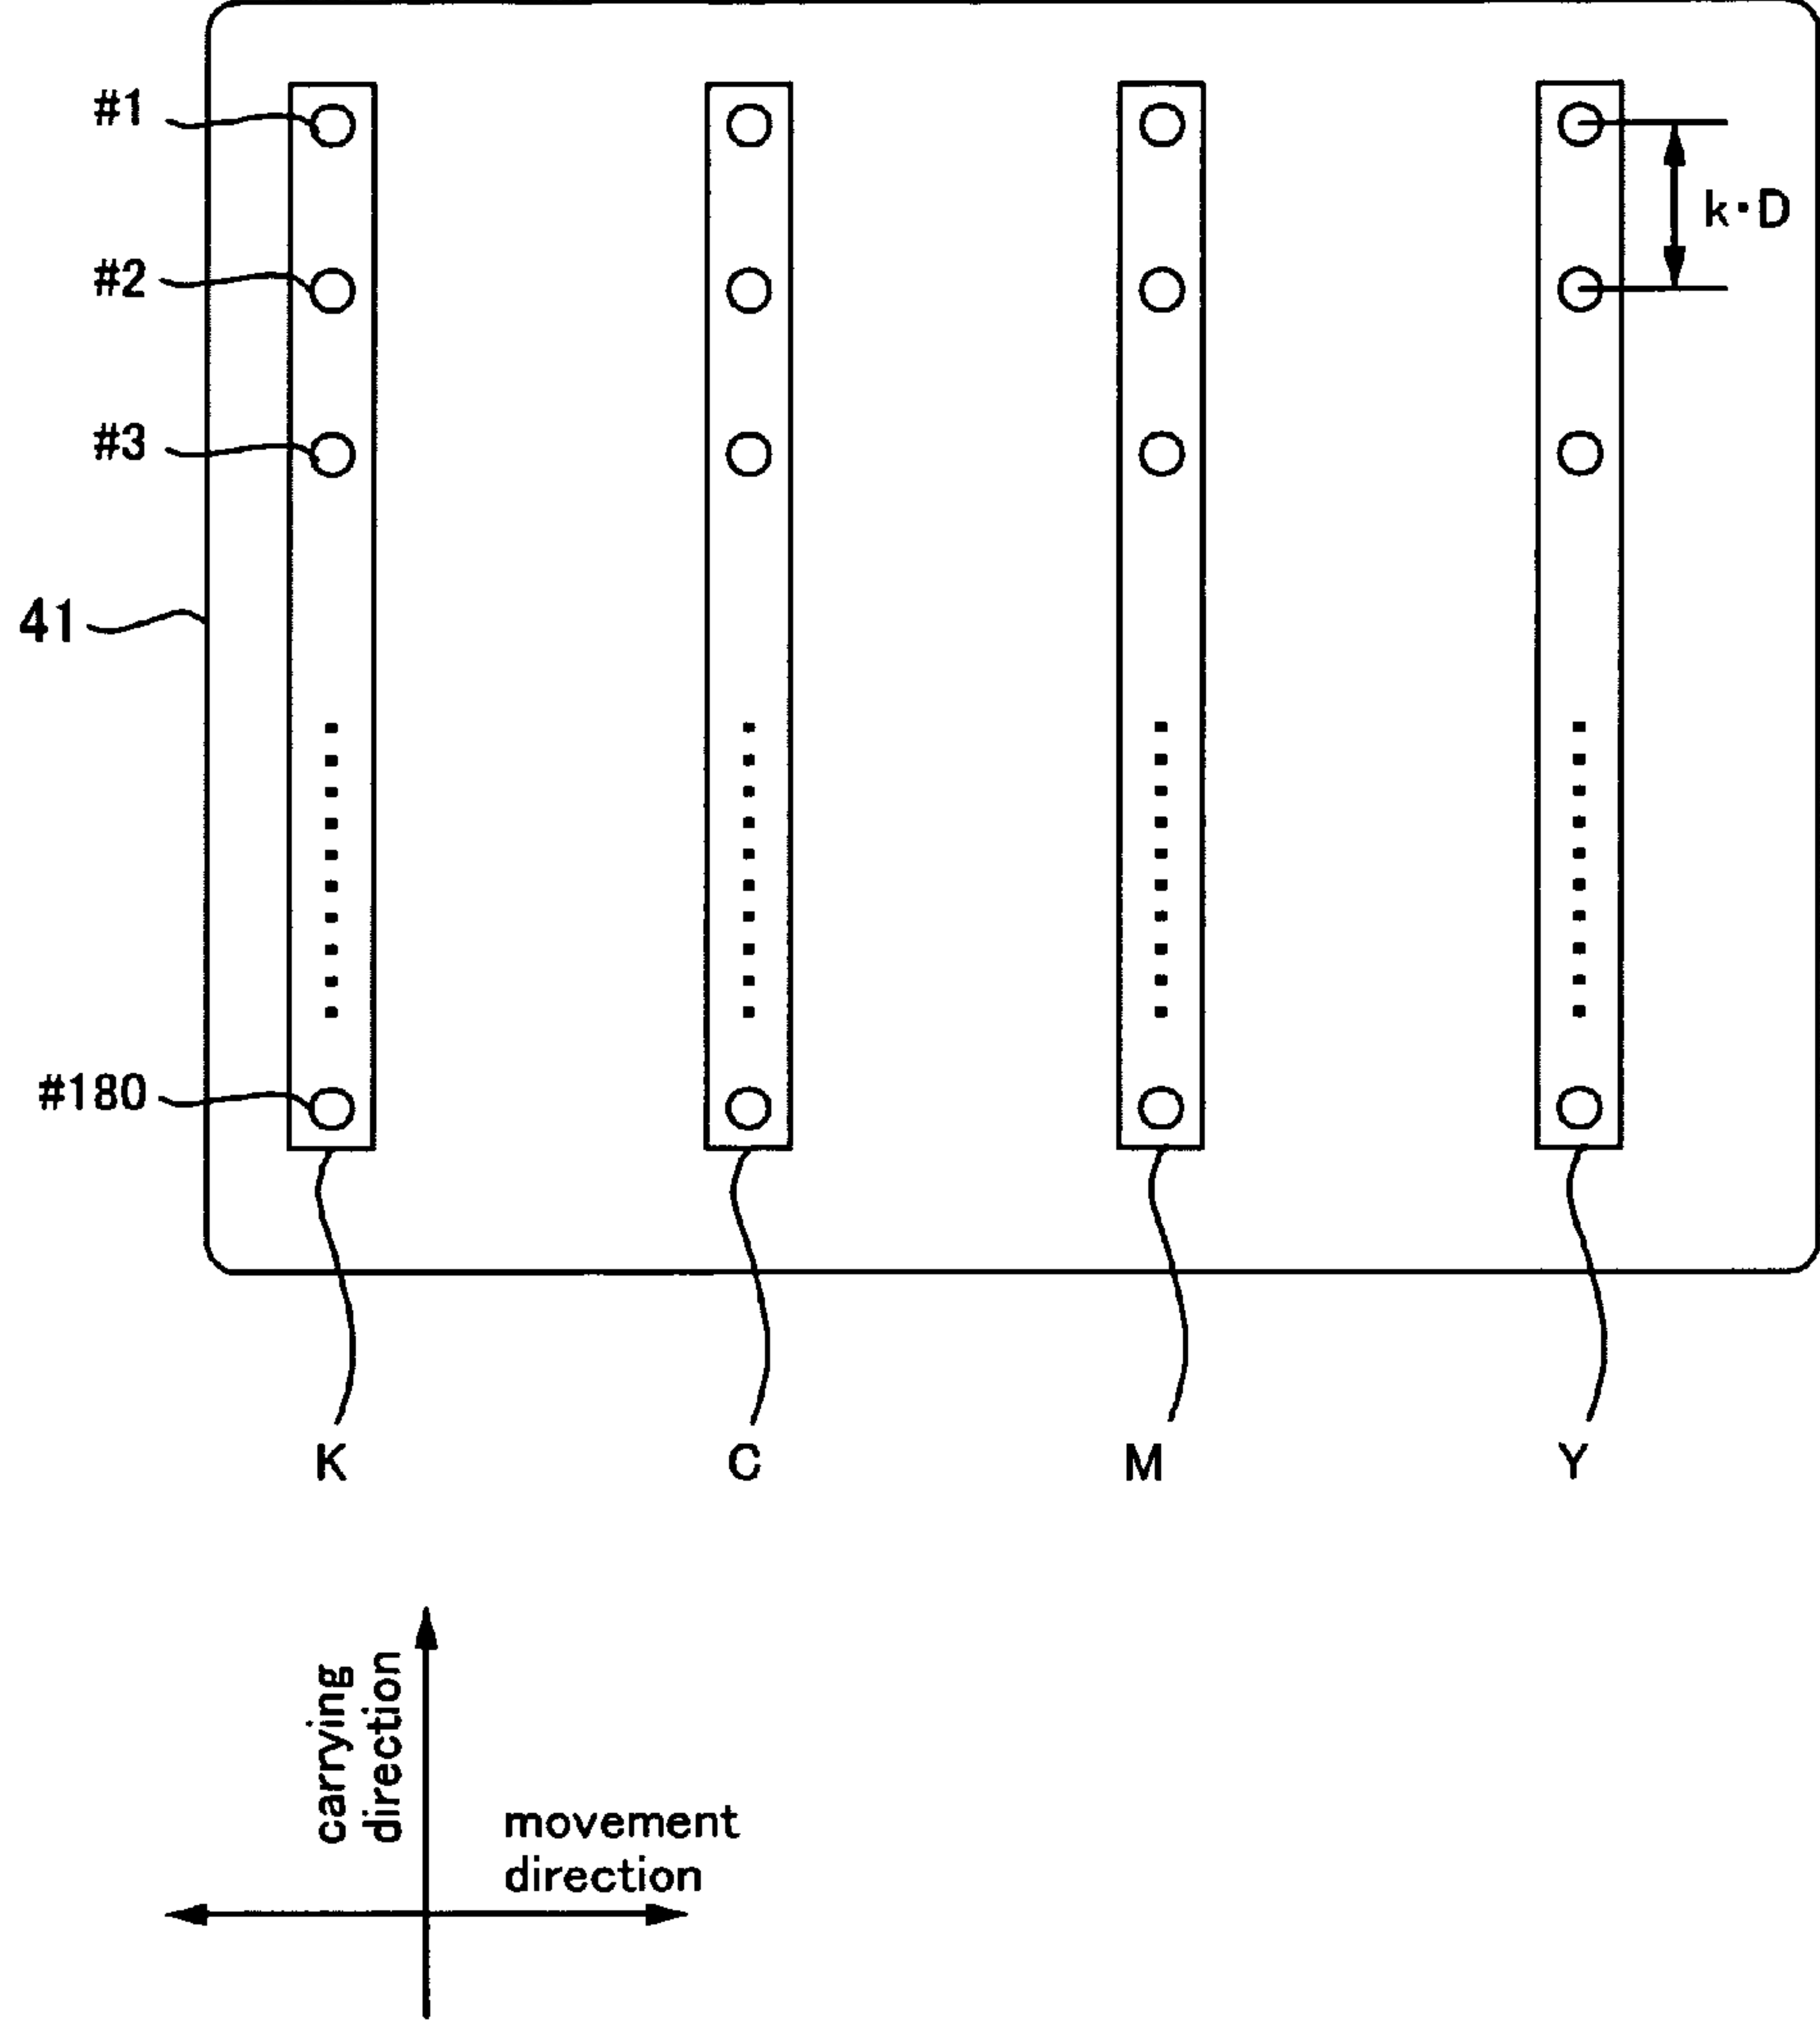 #1
#2
k·D
#3
41
#180
K
C
M
Y
carrying
direction
movement
direction